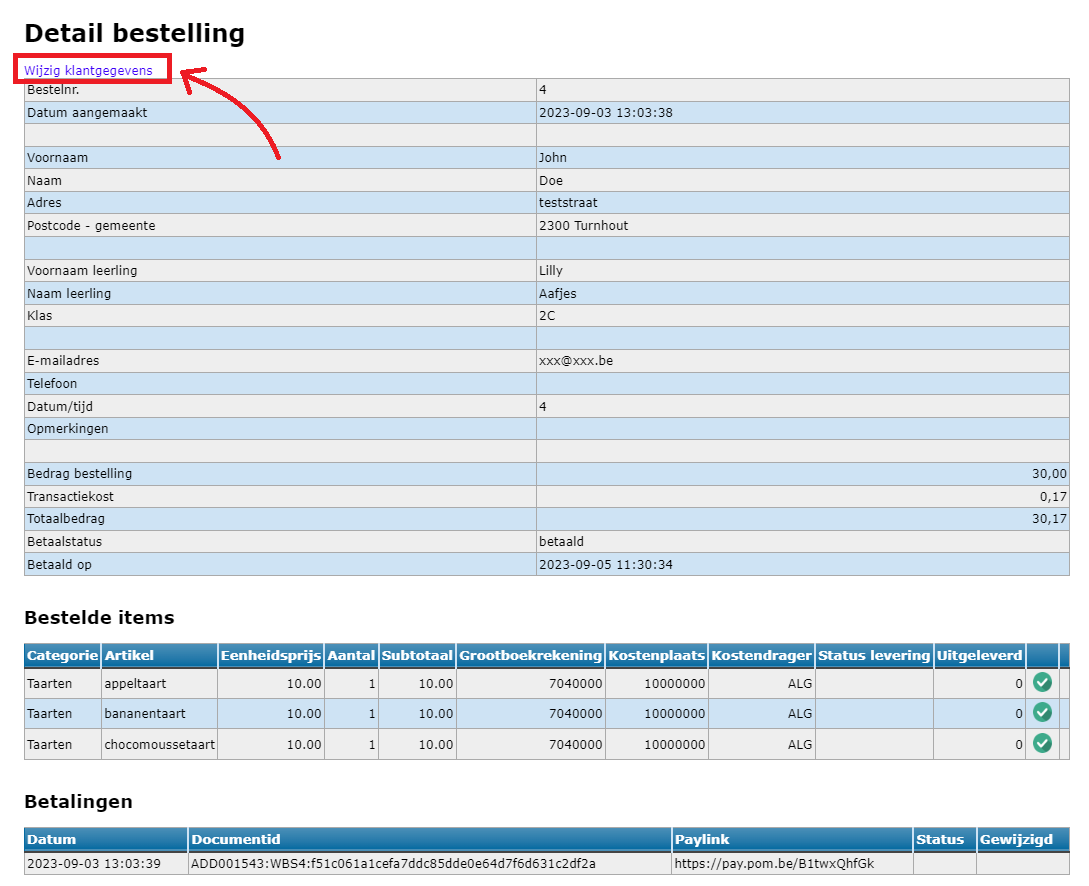 Detail bestelling
Wijzig klantgegevens
Bestelnr. 4
Datum aangemaakt 2023-09-03 13:03:38
Voornaam John
Naam Doe
Adres teststraat
Postcode - gemeente 2300 Turnhout
Voornaam leerling Lilly
Naam leerling Aafjes
Klas 2C
E-mailadres xxx@xxx.be
Telefoon
Datum/tijd 4
Opmerkingen
Bedrag bestelling 30,00
Transactiekost 0,17
Totaalbedrag 30,17
Betaalstatus betaald
Betaald op 2023-09-05 11:30:34
Bestelde items
Categorie Artikel Eenheidsprijs Aantal Subtotaal Grootboekrekening Kostenplaats Kostendrager Status levering Uitgeleverd
Taarten appeltaart 10.00 1 10.00 7040000 10000000 ALG 0
Taarten bananentaart 10.00 1 10.00 7040000 10000000 ALG 0
Taarten chocomoussetaart 10.00 1 10.00 7040000 10000000 ALG 0
Betalingen
Datum Documentid Paylink Status Gewijzigd
2023-09-03 13:03:39 ADD001543:WBS4:f51c061a1cefa7ddc85dde0e64d7f6d631c2df2a https://pay.pom.be/B1twxQhfGk